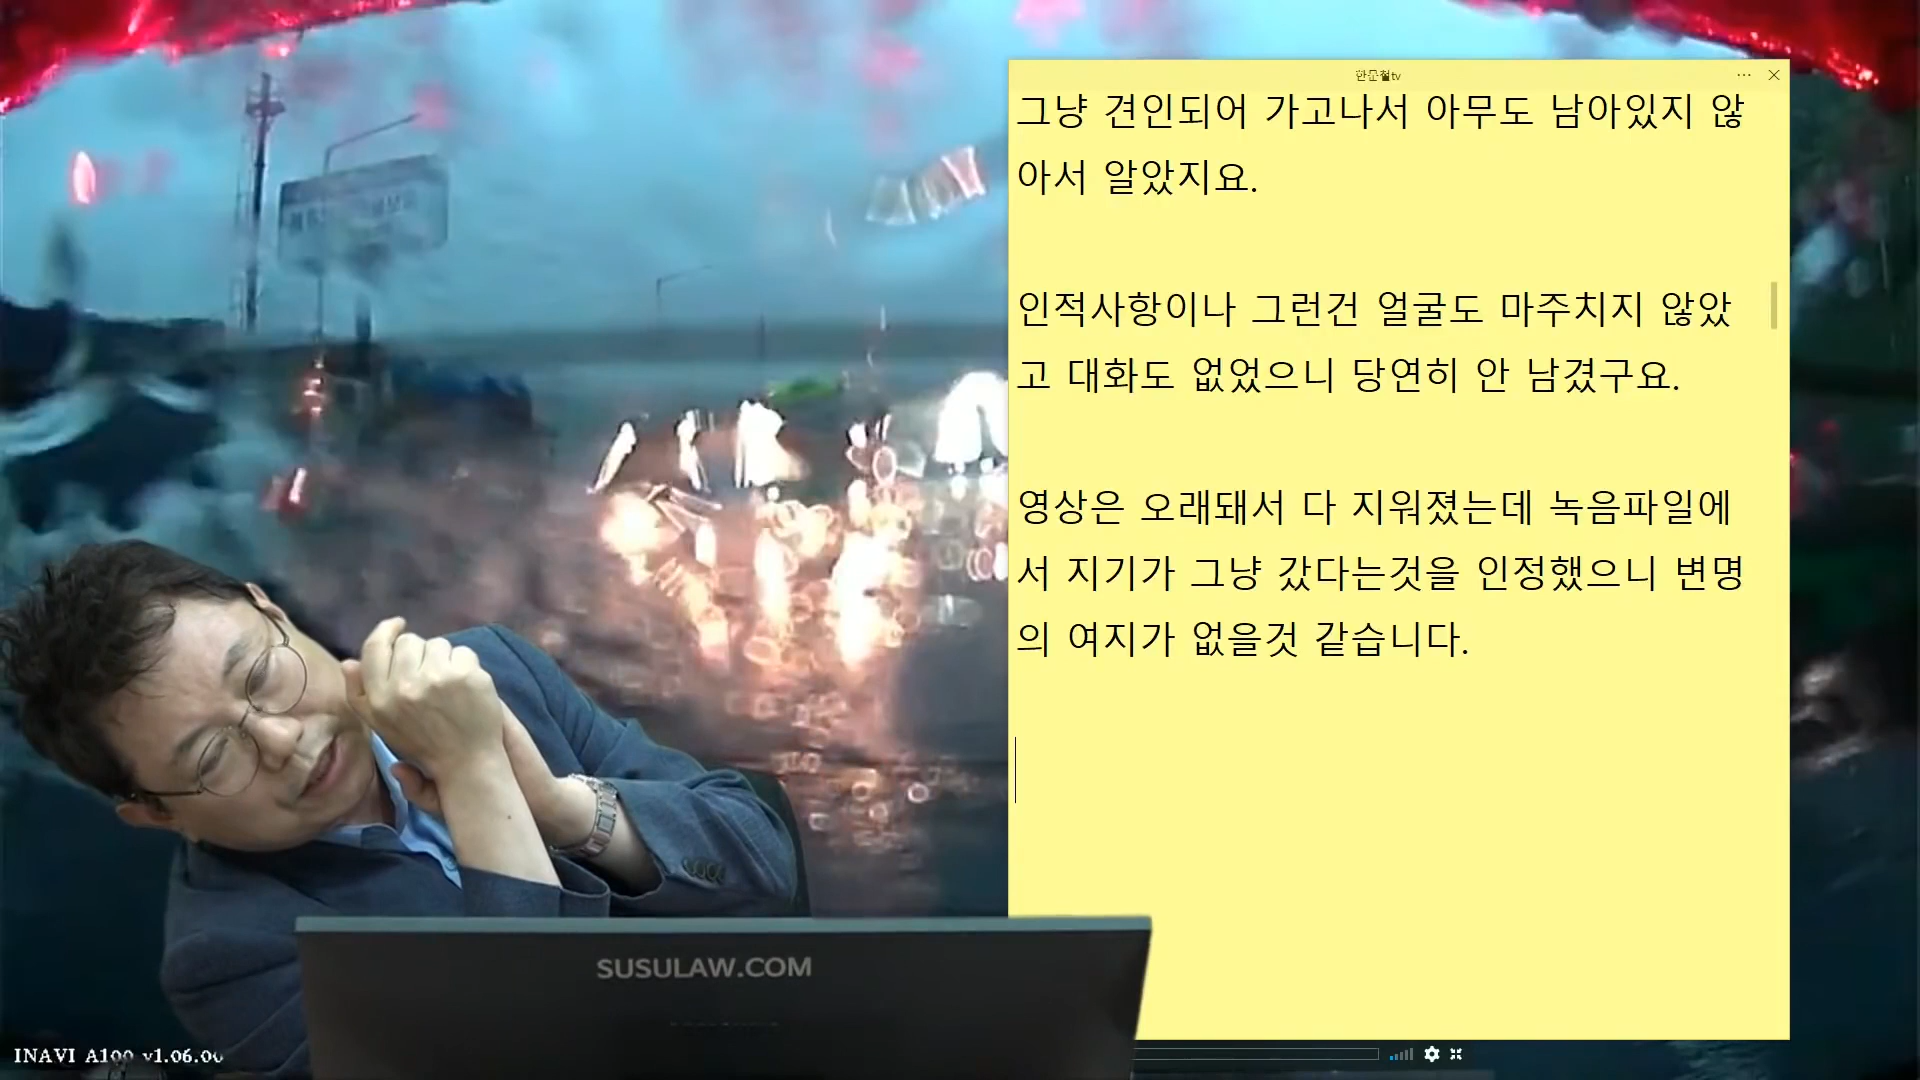 한문철tv
그냥 견인되어 가고나서 아무도 남아있지 않
아서 알았지요.
인적사항이나 그런건 얼굴도 마주치지 않았
고 대화도 없었으니 당연히 안 남겼구요.
영상은 오래돼서 다 지워졌는데 녹음파일에
서 지기가 그냥 갔다는것을 인정했으니 변명
의 여지가 없을것 같습니다.
SUSULAW.COM
INAVI A100 v1.06.00